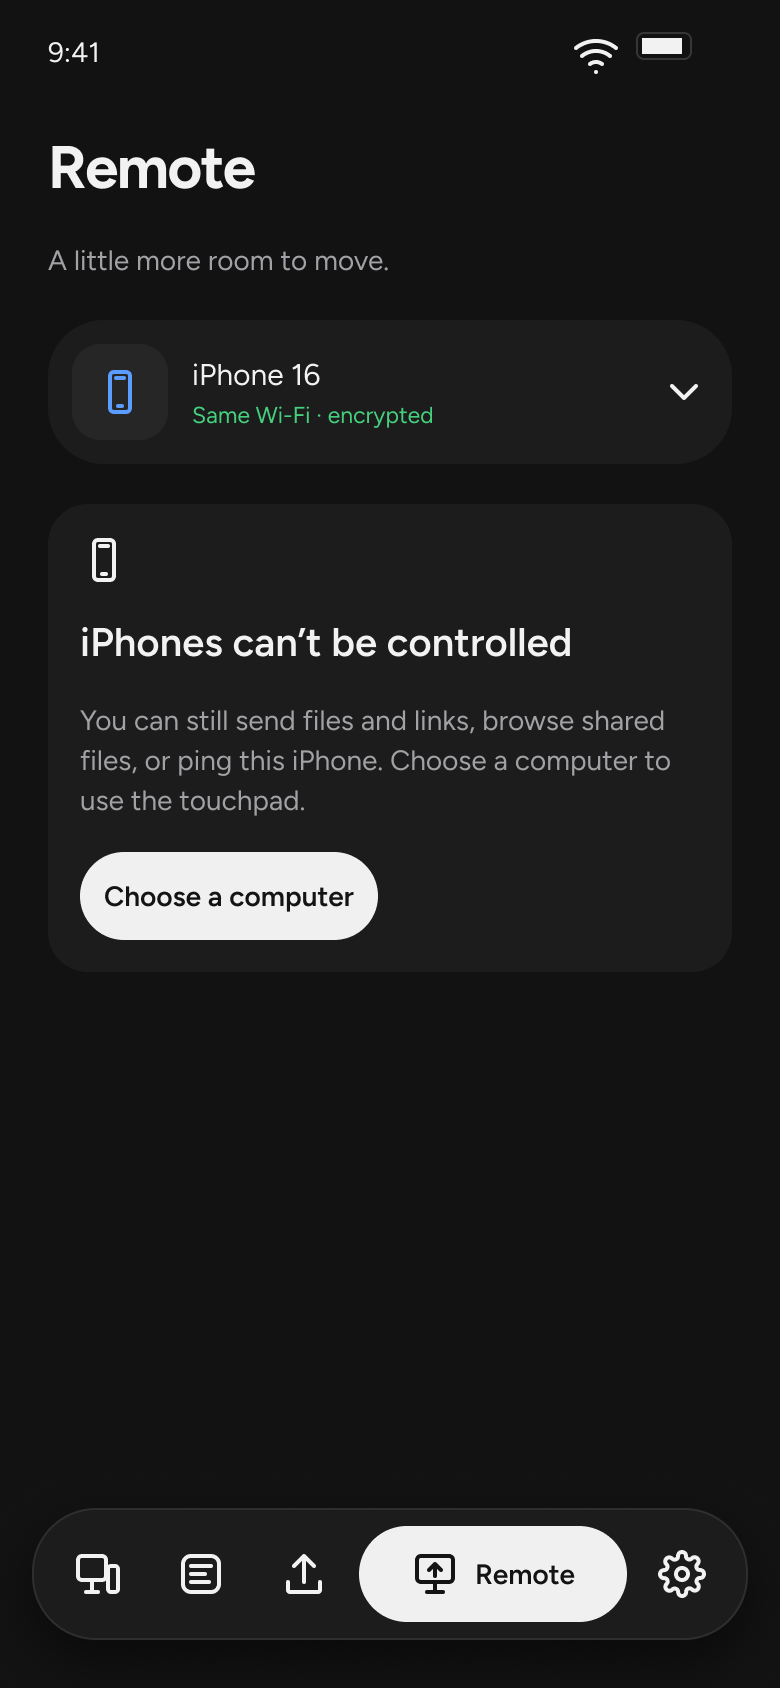 9:41
Remote
A little more room to move.
iPhone 16
Same Wi-Fi · encrypted
iPhones can’t be controlled
You can still send files and links, browse shared
files, or ping this iPhone. Choose a computer to
use the touchpad.
Choose a computer
Remote